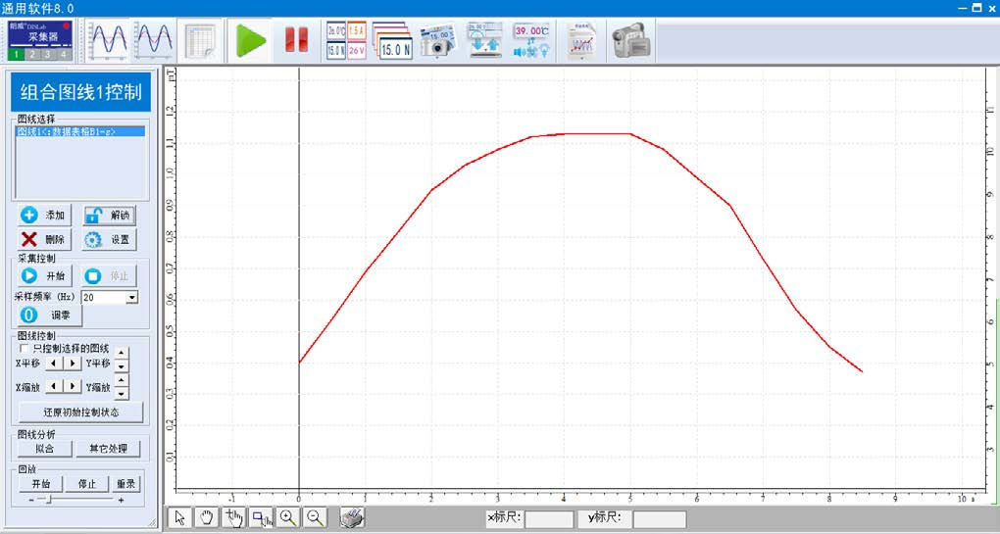 通用软件8.0
朗威®DISLab
采集器
1 2 3 4
26.0℃ 1.5A
15.0N 26V
15.0 N
39.00℃
组合图线1控制
图线选择
图线1<:数据表格B1-s>
添加 解锁
删除 设置
采集控制
开始 停止
采样频率 (Hz) 20
调零
图线控制
只控制选择的图线
X平移 Y平移
X缩放 Y缩放
还原初始控制状态
图线分析
拟合 其它处理
回放
开始 停止 重录
- +
mT
1.2
1.1
1.0
0.9
0.8
0.7
0.6
0.5
0.4
0.3
0.2
0.1
-1 0 1 2 3 4 5 6 7 8 9 10 s
11
10
9
8
7
6
5
4
3
x标尺: y标尺: